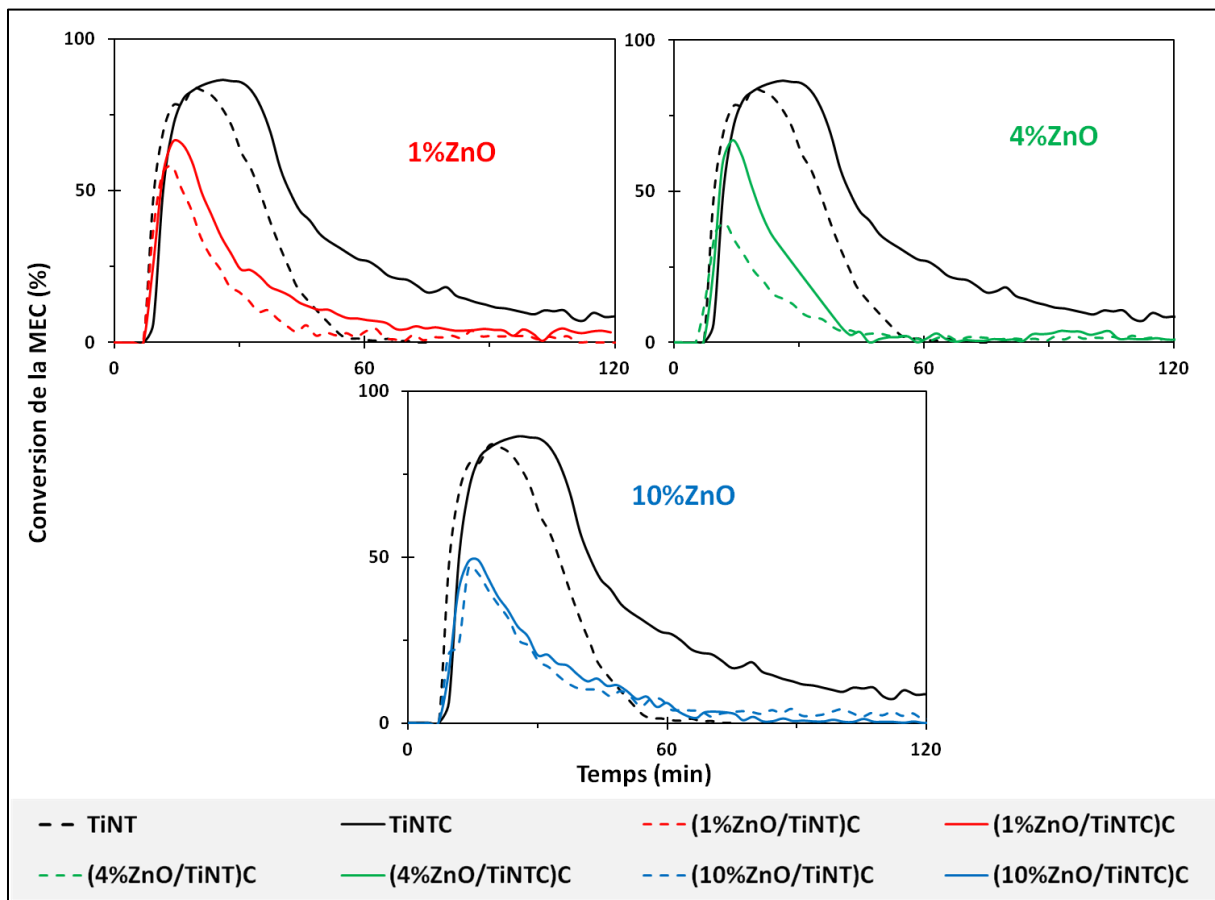 100
50
0
0
60
120
1%ZnO
100
50
0
0
60
120
4%ZnO
Conversion de la MEC (%)
100
50
0
0
60
120
10%ZnO
Temps (min)
TiNT
TiNTC
(1%ZnO/TiNT)C
(1%ZnO/TiNTC)C
(4%ZnO/TiNT)C
(4%ZnO/TiNTC)C
(10%ZnO/TiNT)C
(10%ZnO/TiNTC)C